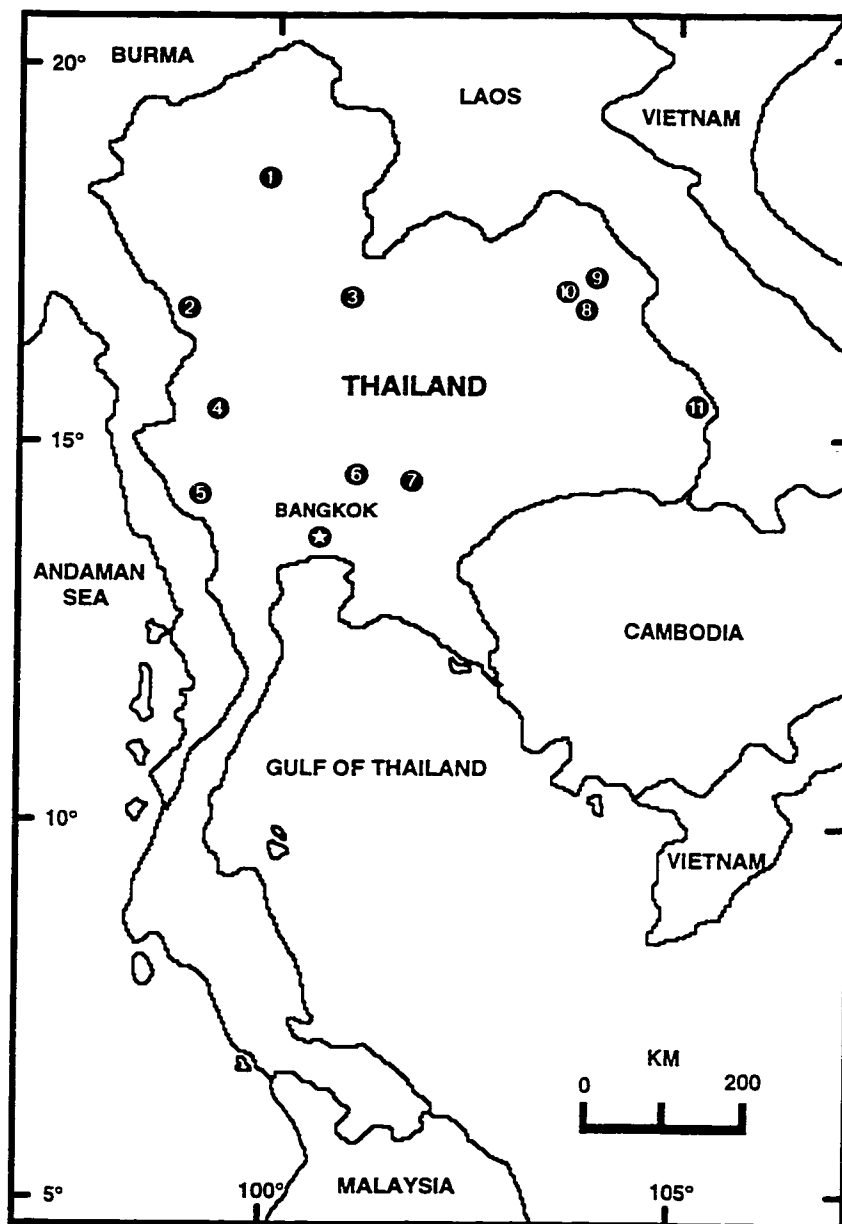 BURMA
20°
LAOS
VIETNAM
1
2
3
9
10
8
THAILAND
4
11
15°
5
6
7
BANGKOK
ANDAMAN
SEA
CAMBODIA
GULF OF THAILAND
10°
VIETNAM
KM
0
200
5°
100°
MALAYSIA
105°